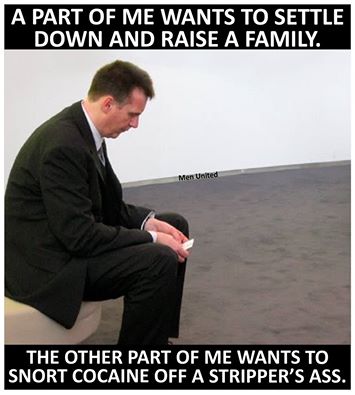 A PART OF ME WANTS TO SETTLE
DOWN AND RAISE A FAMILY.
Men United
THE OTHER PART OF ME WANTS TO
SNORT COCAINE OFF A STRIPPER'S ASS.